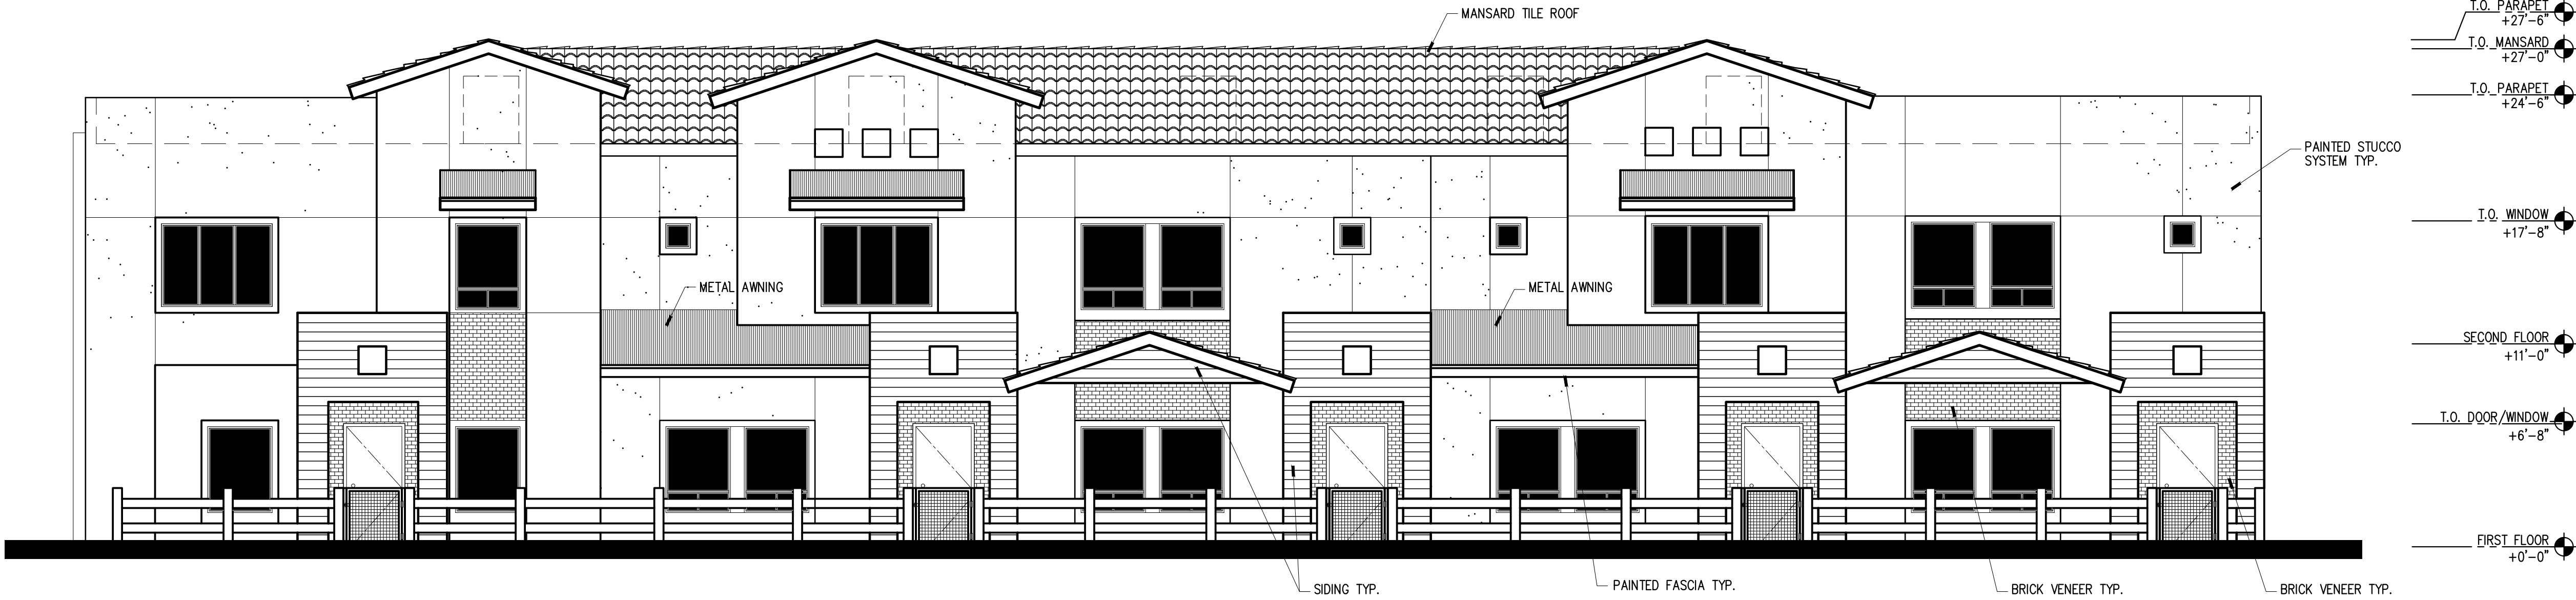 MANSARD TILE ROOF
T.O. PARAPET
+27'-6"
T.O. MANSARD
+27'-0"
T.O. PARAPET
+24'-6"
PAINTED STUCCO
SYSTEM TYP.
T.O. WINDOW
+17'-8"
METAL AWNING
METAL AWNING
SECOND FLOOR
+11'-0"
T.O. DOOR/WINDOW
+6'-8"
FIRST FLOOR
+0'-0"
SIDING TYP.
PAINTED FASCIA TYP.
BRICK VENEER TYP.
BRICK VENEER TYP.